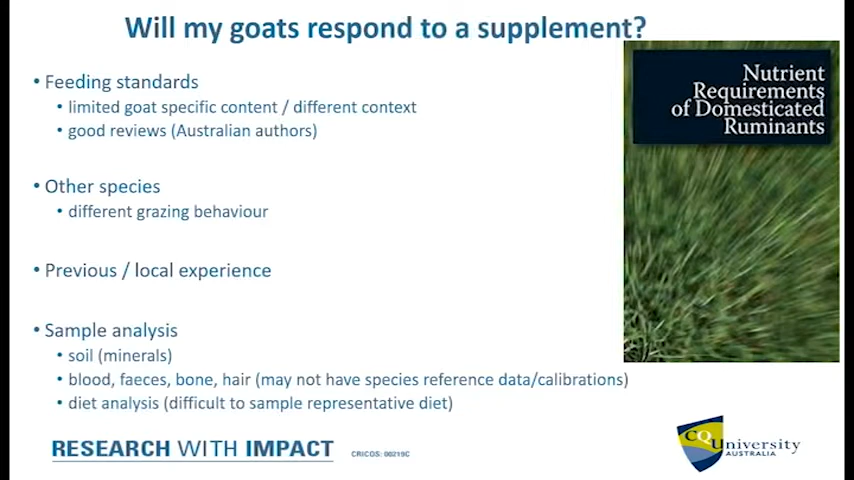 Will my goats respond to a supplement?
• Feeding standards
• limited goat specific content / different context
• good reviews (Australian authors)
• Other species
• different grazing behaviour
• Previous / local experience
• Sample analysis
• soil (minerals)
• blood, faeces, bone, hair (may not have species reference data/calibrations)
• diet analysis (difficult to sample representative diet)
Nutrient
Requirements
of Domesticated
Ruminants
RESEARCH WITH IMPACT
CRICOS: 00219C
CQUniversity
AUSTRALIA